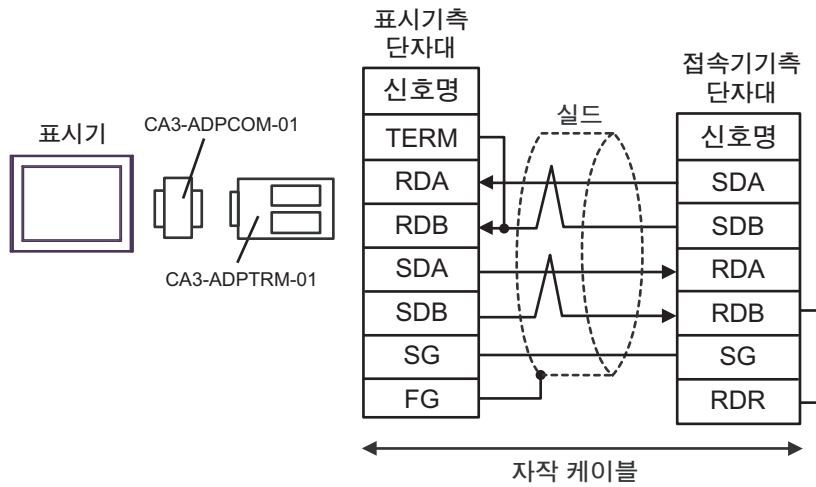 표시기
CA3-ADPCOM-01
CA3-ADPTRM-01
표시기측
단자대
신호명
TERM
RDA
RDB
SDA
SDB
SG
FG
실드
접속기기측
단자대
신호명
SDA
SDB
RDA
RDB
SG
RDR
자작 케이블